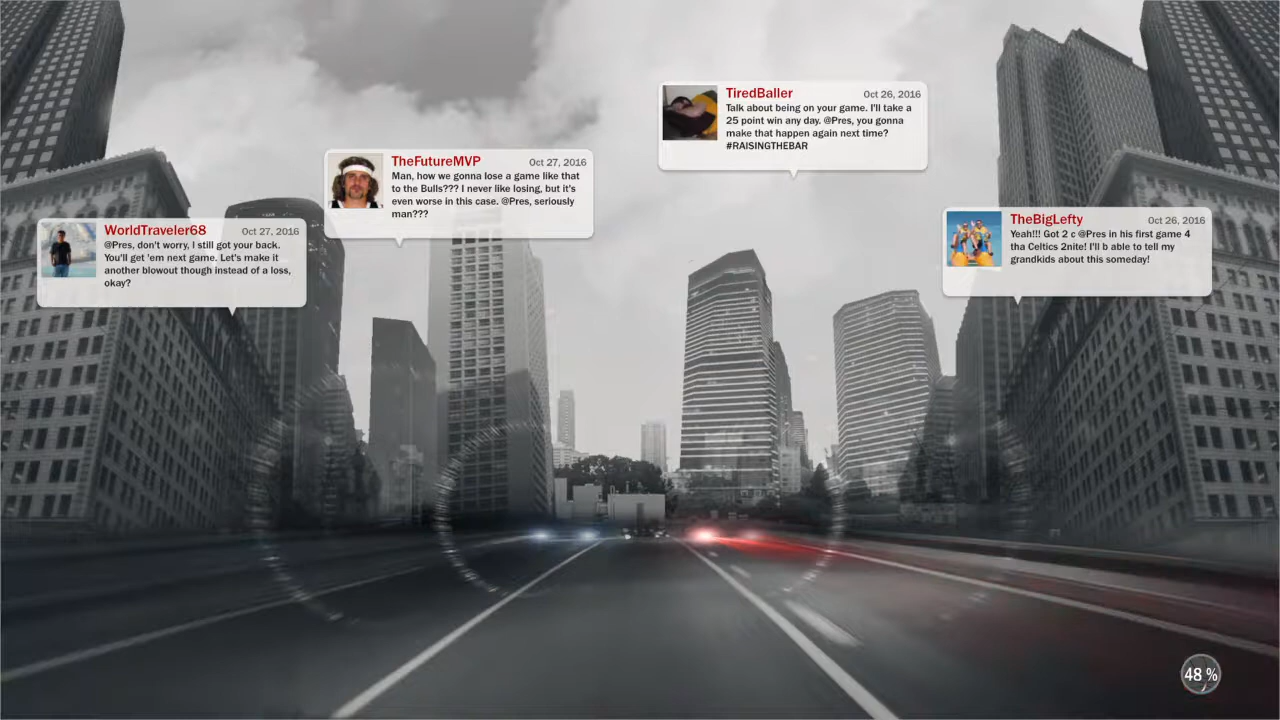 TiredBaller Oct 26, 2016
Talk about being on your game. I'll take a
25 point win any day. @Pres, you gonna
make that happen again next time?
#RAISINGTHEBAR
TheFutureMVP Oct 27, 2016
Man, how we gonna lose a game like that
to the Bulls??? I never like losing, but it's
even worse in this case. @Pres, seriously
man???
TheBigLefty Oct 26, 2016
Yeah!!! Got 2 c @Pres in his first game 4
tha Celtics 2nite! I'll b able to tell my
grandkids about this someday!
WorldTraveler68 Oct 27, 2016
@Pres, don't worry, I still got your back.
You'll get 'em next game. Let's make it
another blowout though instead of a loss,
okay?
48 %